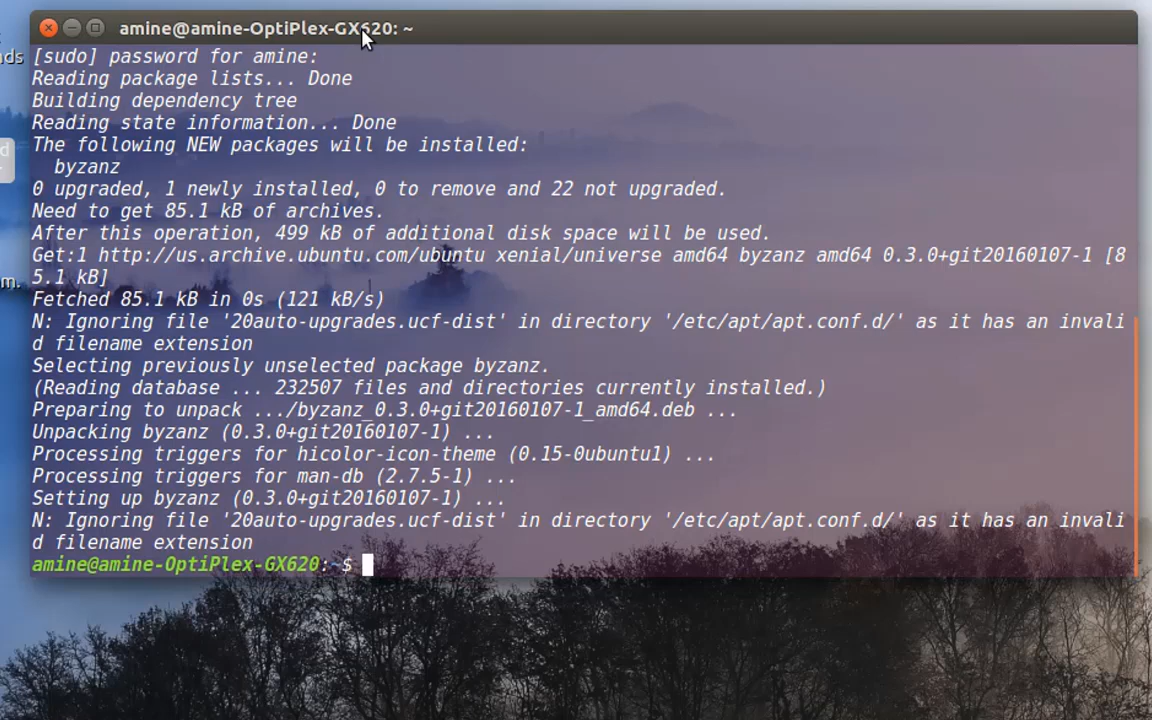 amine@amine-OptiPlex-GX620: ~
nds
[sudo] password for amine:
Reading package lists... Done
Building dependency tree
Reading state information... Done
The following NEW packages will be installed:
  byzanz
0 upgraded, 1 newly installed, 0 to remove and 22 not upgraded.
Need to get 85.1 kB of archives.
After this operation, 499 kB of additional disk space will be used.
Get:1 http://us.archive.ubuntu.com/ubuntu xenial/universe amd64 byzanz amd64 0.3.0+git20160107-1 [8
5.1 kB]
m.
Fetched 85.1 kB in 0s (121 kB/s)
N: Ignoring file '20auto-upgrades.ucf-dist' in directory '/etc/apt/apt.conf.d/' as it has an invali
d filename extension
Selecting previously unselected package byzanz.
(Reading database ... 232507 files and directories currently installed.)
Preparing to unpack .../byzanz_0.3.0+git20160107-1_amd64.deb ...
Unpacking byzanz (0.3.0+git20160107-1) ...
Processing triggers for hicolor-icon-theme (0.15-0ubuntu1) ...
Processing triggers for man-db (2.7.5-1) ...
Setting up byzanz (0.3.0+git20160107-1) ...
N: Ignoring file '20auto-upgrades.ucf-dist' in directory '/etc/apt/apt.conf.d/' as it has an invali
d filename extension
amine@amine-OptiPlex-GX620:~$